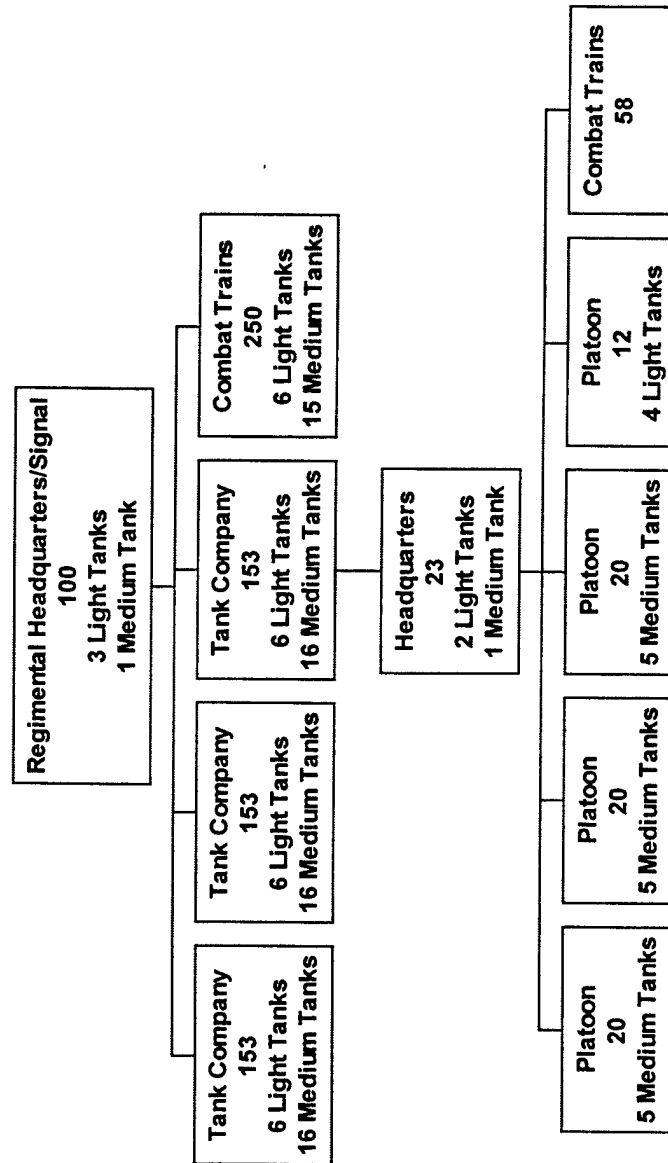 Regimental Headquarters/Signal
100
3 Light Tanks
1 Medium Tank
Tank Company
153
6 Light Tanks
16 Medium Tanks
Tank Company
153
6 Light Tanks
16 Medium Tanks
Tank Company
153
6 Light Tanks
16 Medium Tanks
Combat Trains
250
6 Light Tanks
15 Medium Tanks
Headquarters
23
2 Light Tanks
1 Medium Tank
Platoon
20
5 Medium Tanks
Platoon
20
5 Medium Tanks
Platoon
20
5 Medium Tanks
Platoon
12
4 Light Tanks
Combat Trains
58